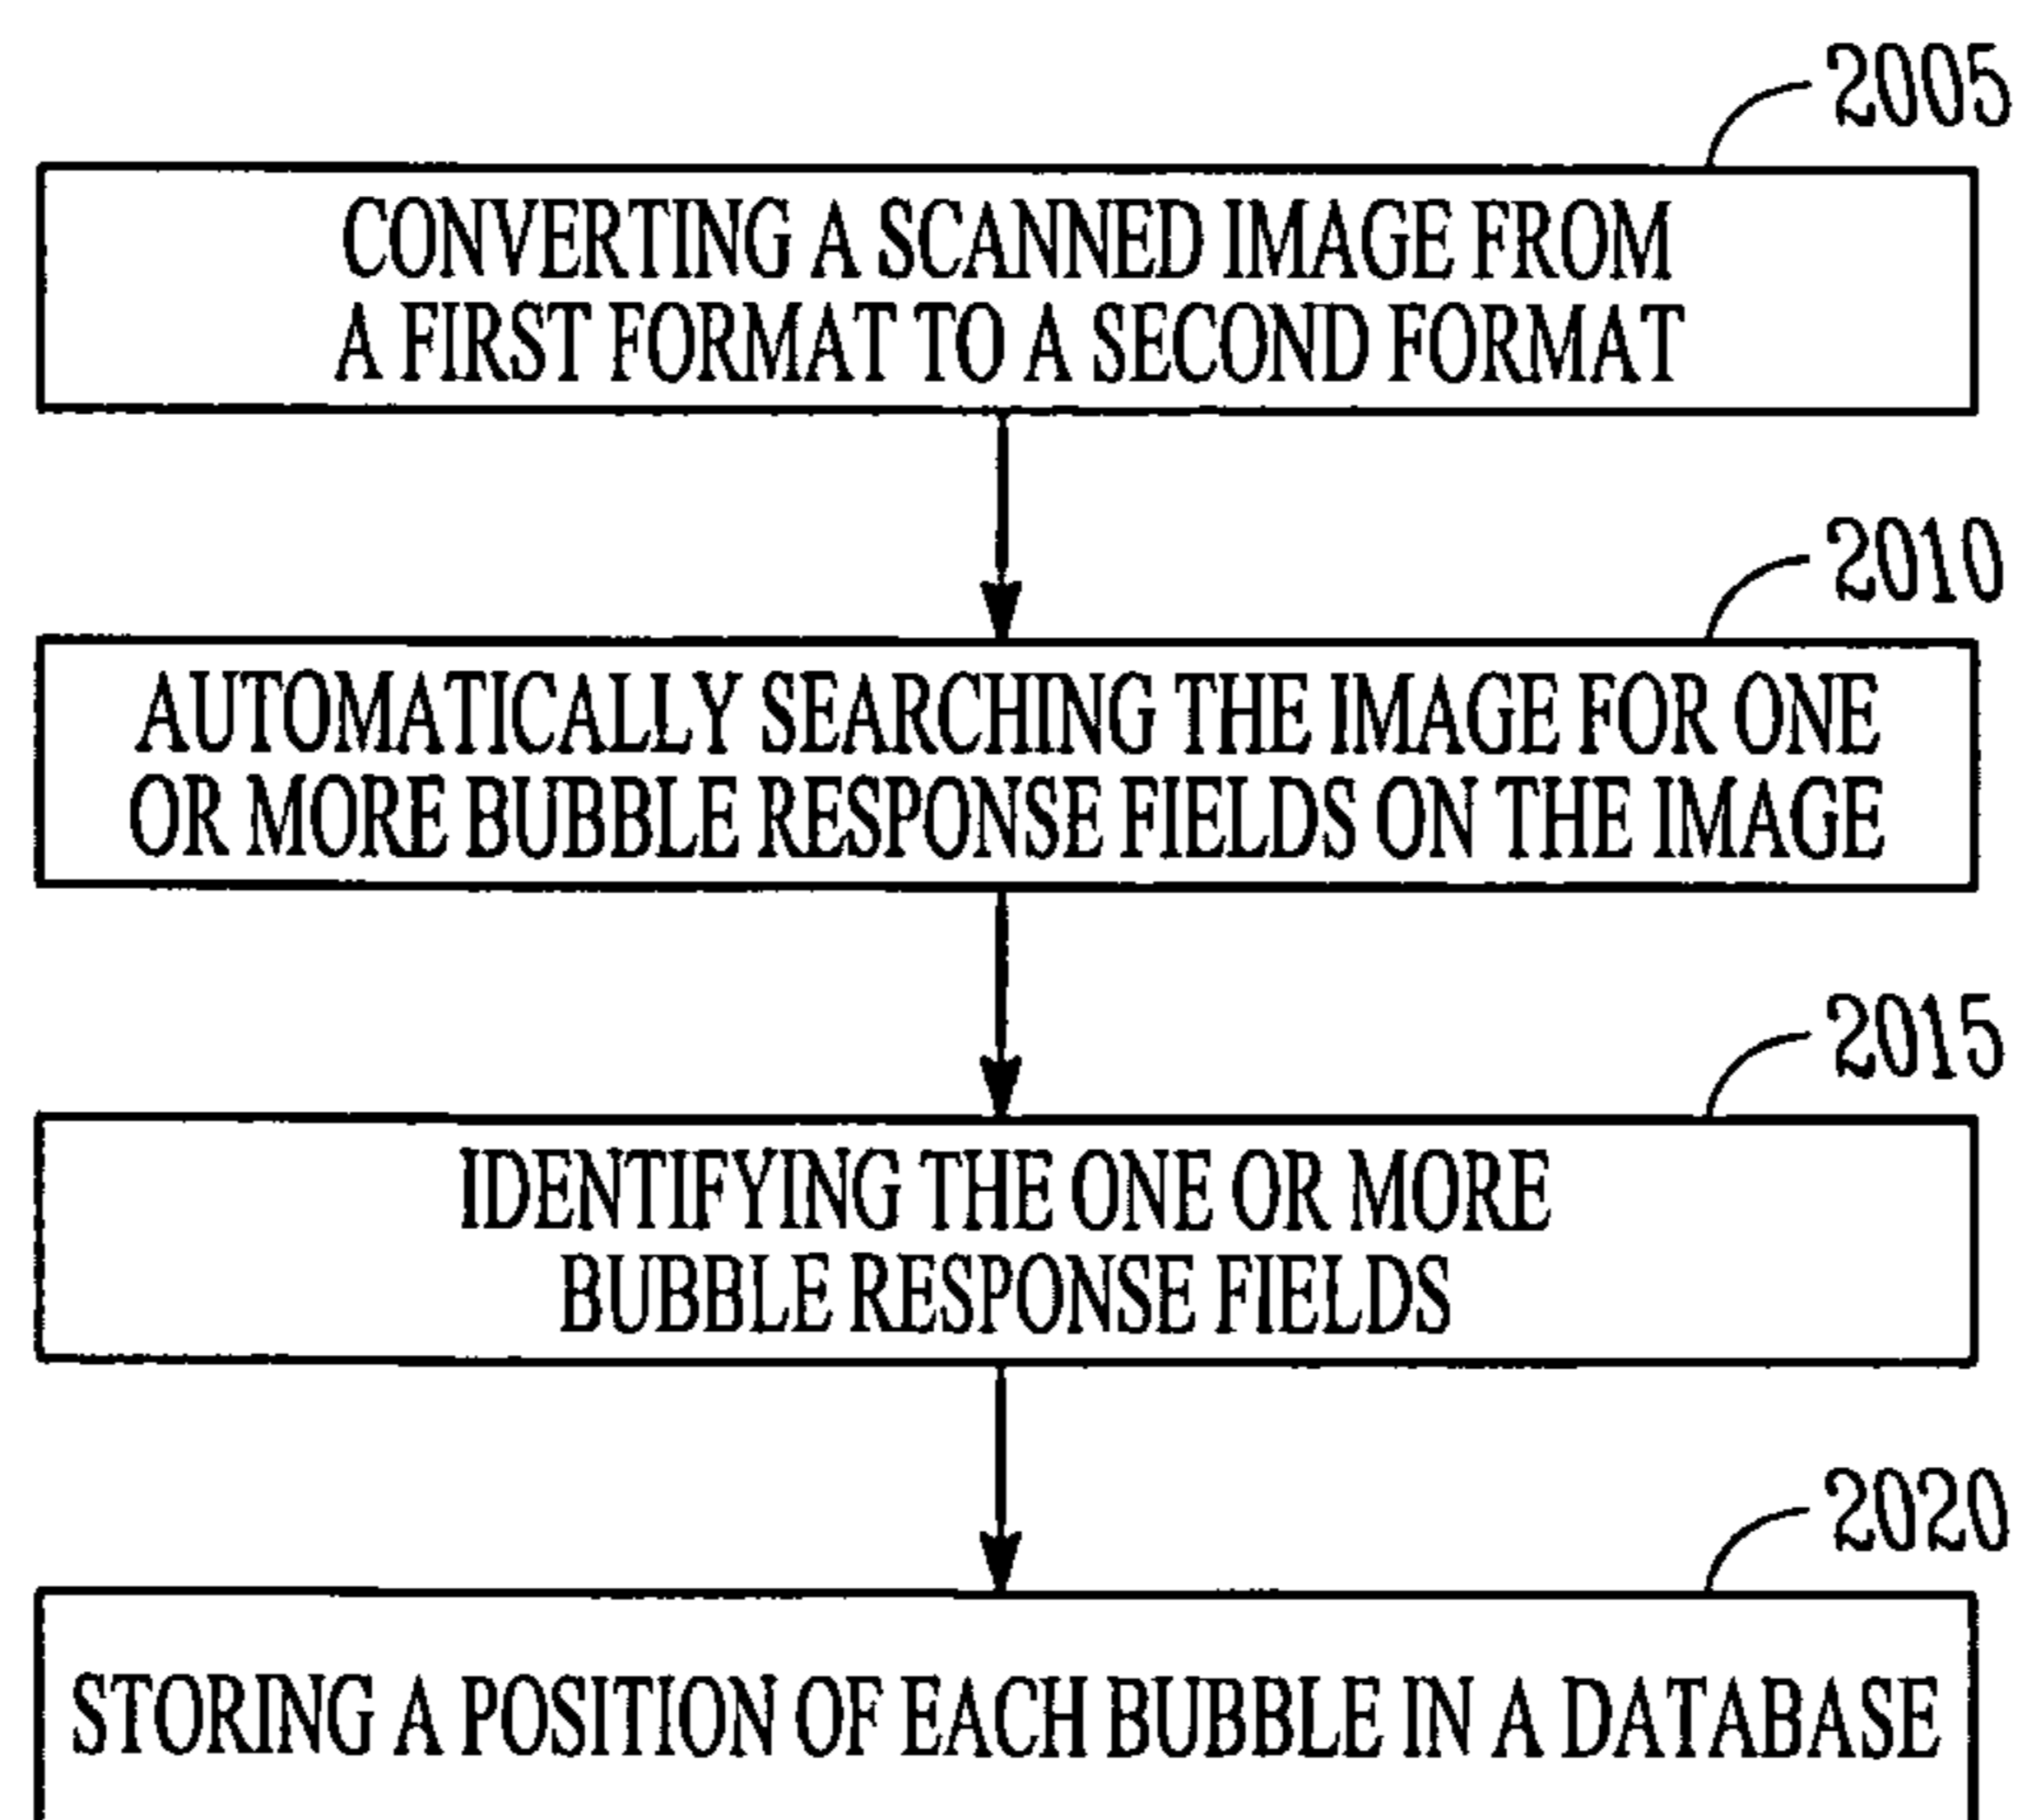 2005
CONVERTING A SCANNED IMAGE FROM
A FIRST FORMAT TO A SECOND FORMAT
2010
AUTOMATICALLY SEARCHING THE IMAGE FOR ONE
OR MORE BUBBLE RESPONSE FIELDS ON THE IMAGE
2015
IDENTIFYING THE ONE OR MORE
BUBBLE RESPONSE FIELDS
2020
STORING A POSITION OF EACH BUBBLE IN A DATABASE